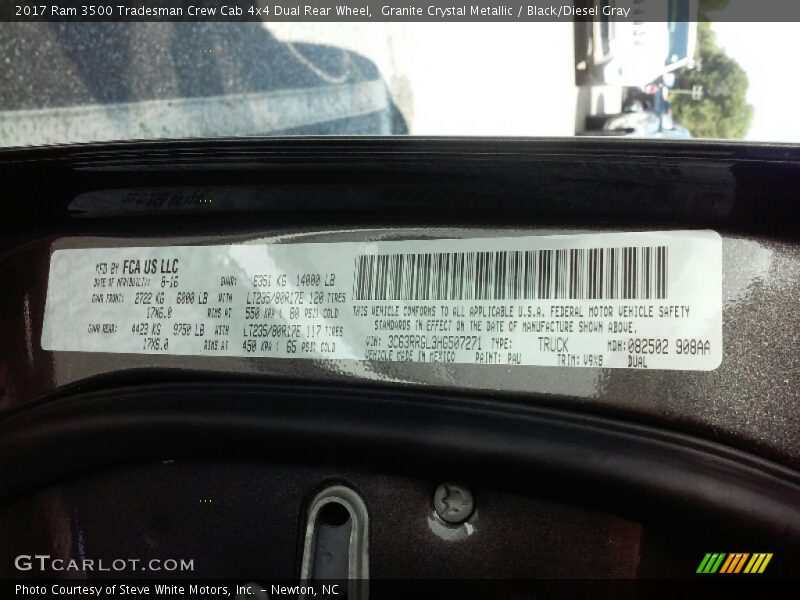 2017 Ram 3500 Tradesman Crew Cab 4x4 Dual Rear Wheel, Granite Crystal Metallic / Black/Diesel Gray
MFD BY FCA US LLC
DATE OF MFR(BUILT): 8-16 GVWR: 6351 KG 14000 LB
GAWR FRONT: 2722 KG 6000 LB WITH LT235/80R17E 120 TIRES
17X6.0 RIMS AT 550 KPA( 80 PSI COLD
GAWR REAR: 4423 KG 9750 LB WITH LT235/80R17E 117 TIRES
17X6.0 RIMS AT 450 KPA( 65 PSI COLD
THIS VEHICLE CONFORMS TO ALL APPLICABLE U.S.A. FEDERAL MOTOR VEHICLE SAFETY
STANDARDS IN EFFECT ON THE DATE OF MANUFACTURE SHOWN ABOVE.
VIN: 3C63RRGL3HG507271 TYPE: TRUCK MDH: 082502 908AA
VEHICLE MADE IN MEXICO PAINT: PAU TRIM: V9X8 DUAL
GTCARLOT.COM
Photo Courtesy of Steve White Motors, Inc. – Newton, NC